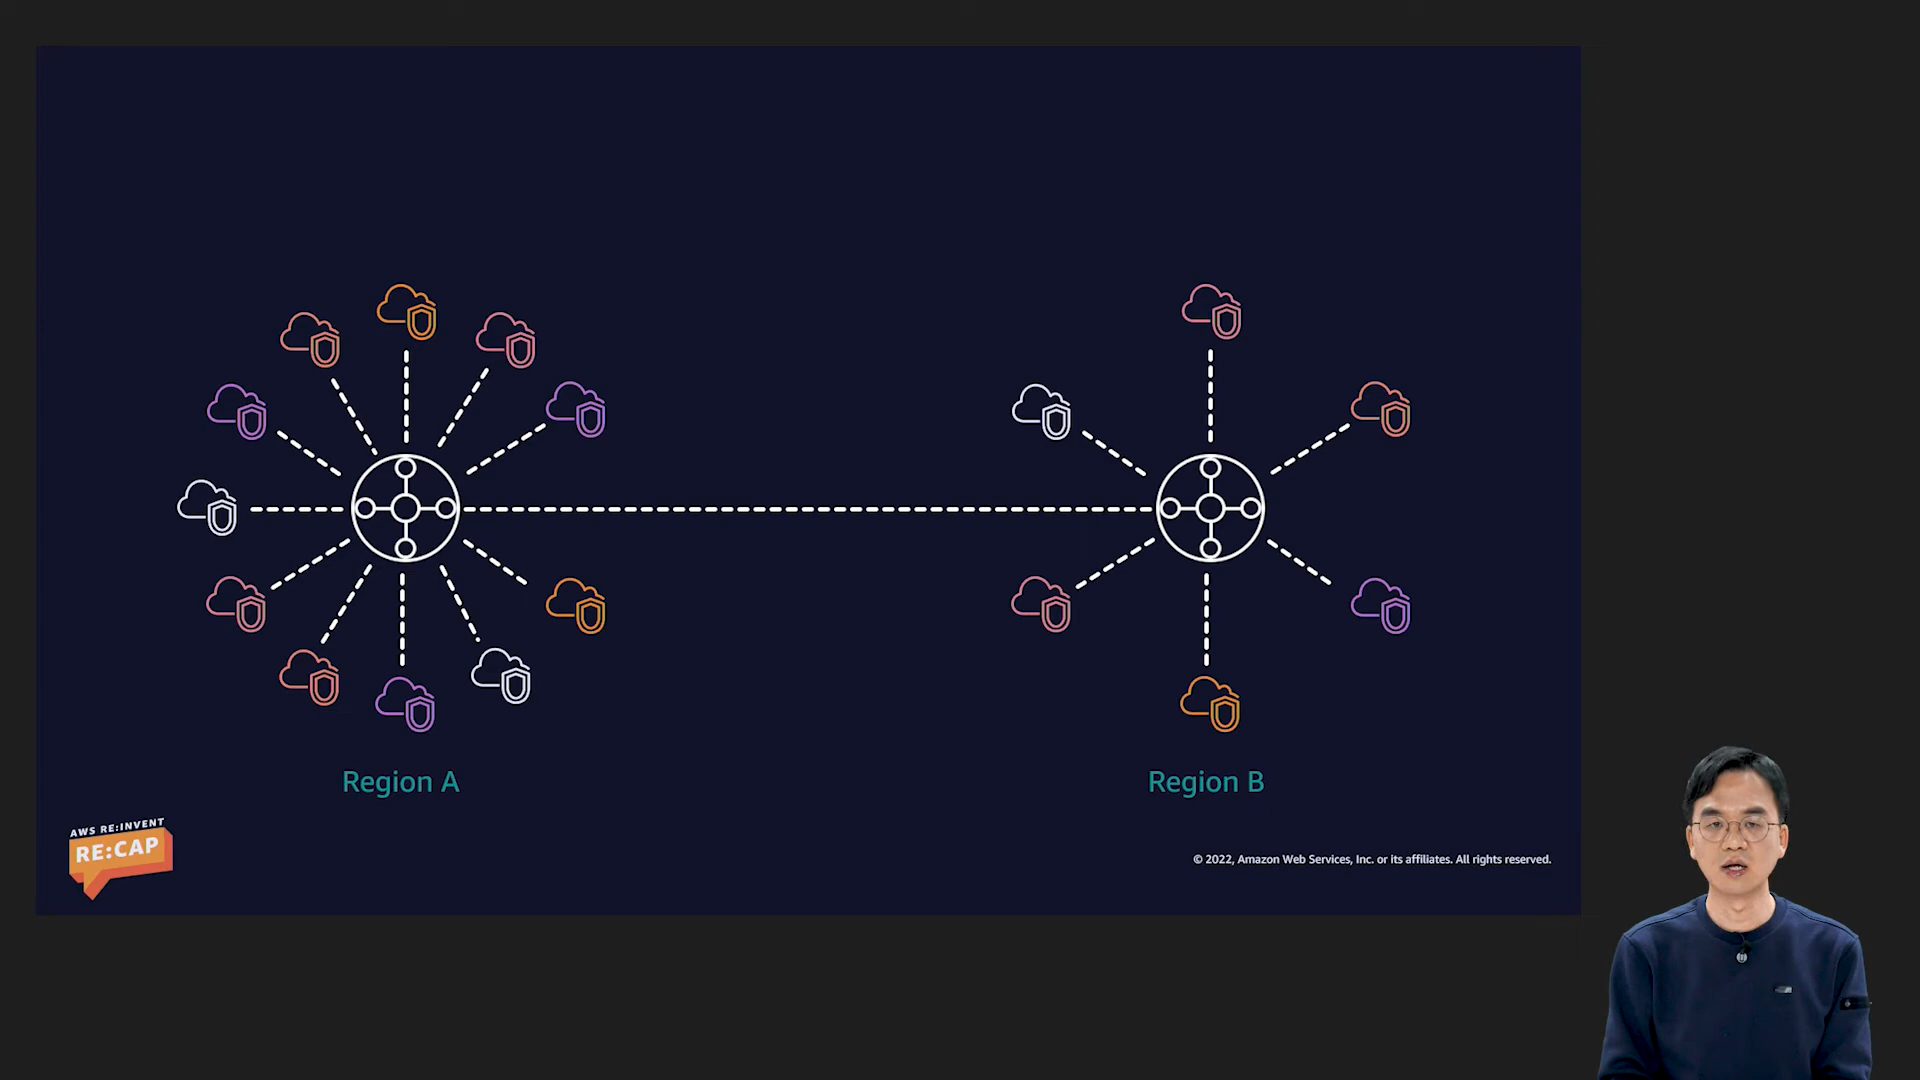 Region A
Region B
AWS RE:INVENT
RE:CAP
© 2022, Amazon Web Services, Inc. or its affiliates. All rights reserved.